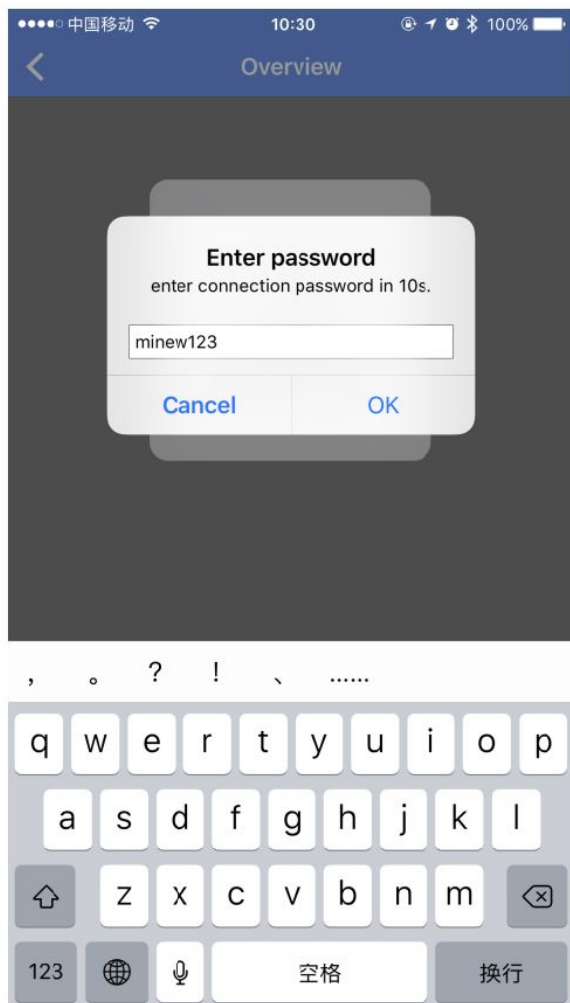 中国移动 10:30 100%
Overview
Enter password
enter connection password in 10s.
minew123
Cancel OK
， 。 ? ! 、 ......
q w e r t y u i o p
a s d f g h j k l
z x c v b n m
123 空格 换行